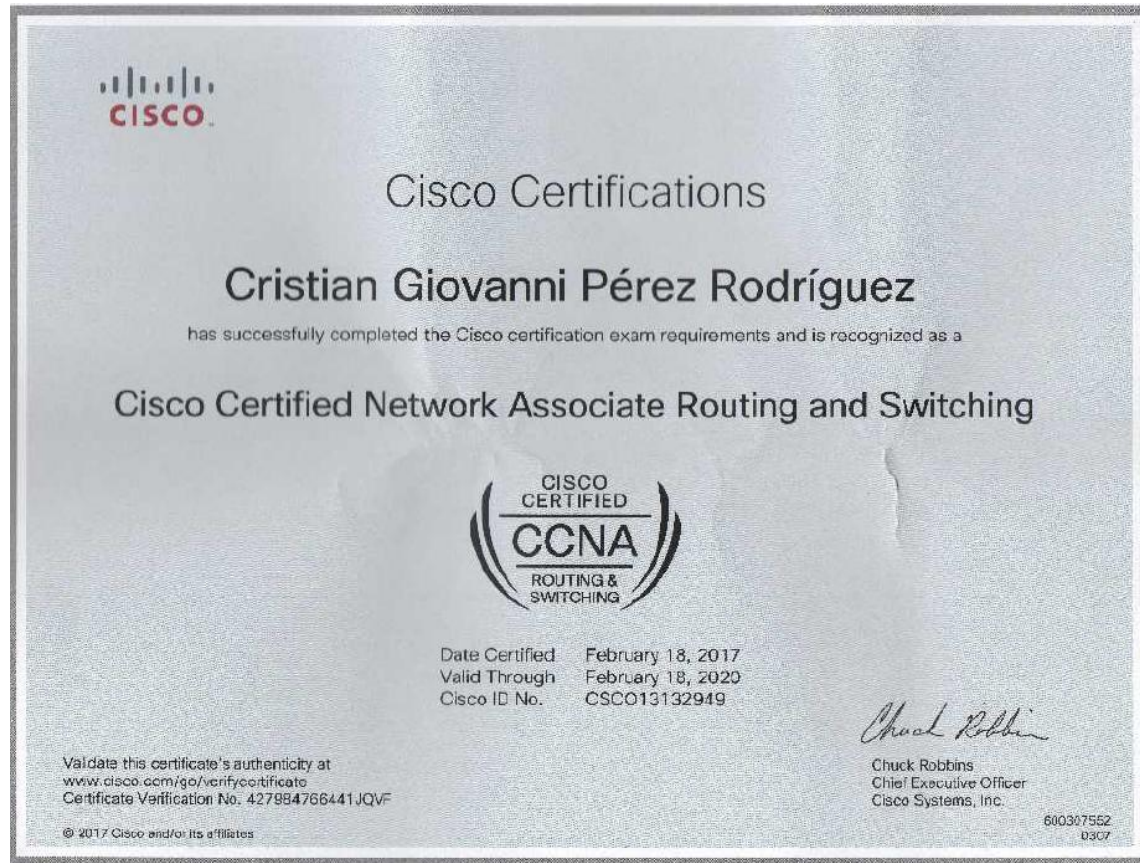 CISCO
Cisco Certifications
Cristian Giovanni Pérez Rodríguez
has successfully completed the Cisco certification exam requirements and is recognized as a
Cisco Certified Network Associate Routing and Switching
CISCO
CERTIFIED
CCNA
ROUTING &
SWITCHING
Date Certified February 18, 2017
Valid Through February 18, 2020
Cisco ID No. CSCO13132949
Chuck Robbins
Validate this certificate's authenticity at
www.cisco.com/go/verifycertificate
Certificate Verification No. 427984766441JQVF
© 2017 Cisco and/or its affiliates
Chuck Robbins
Chief Executive Officer
Cisco Systems, Inc.
600307552
0307